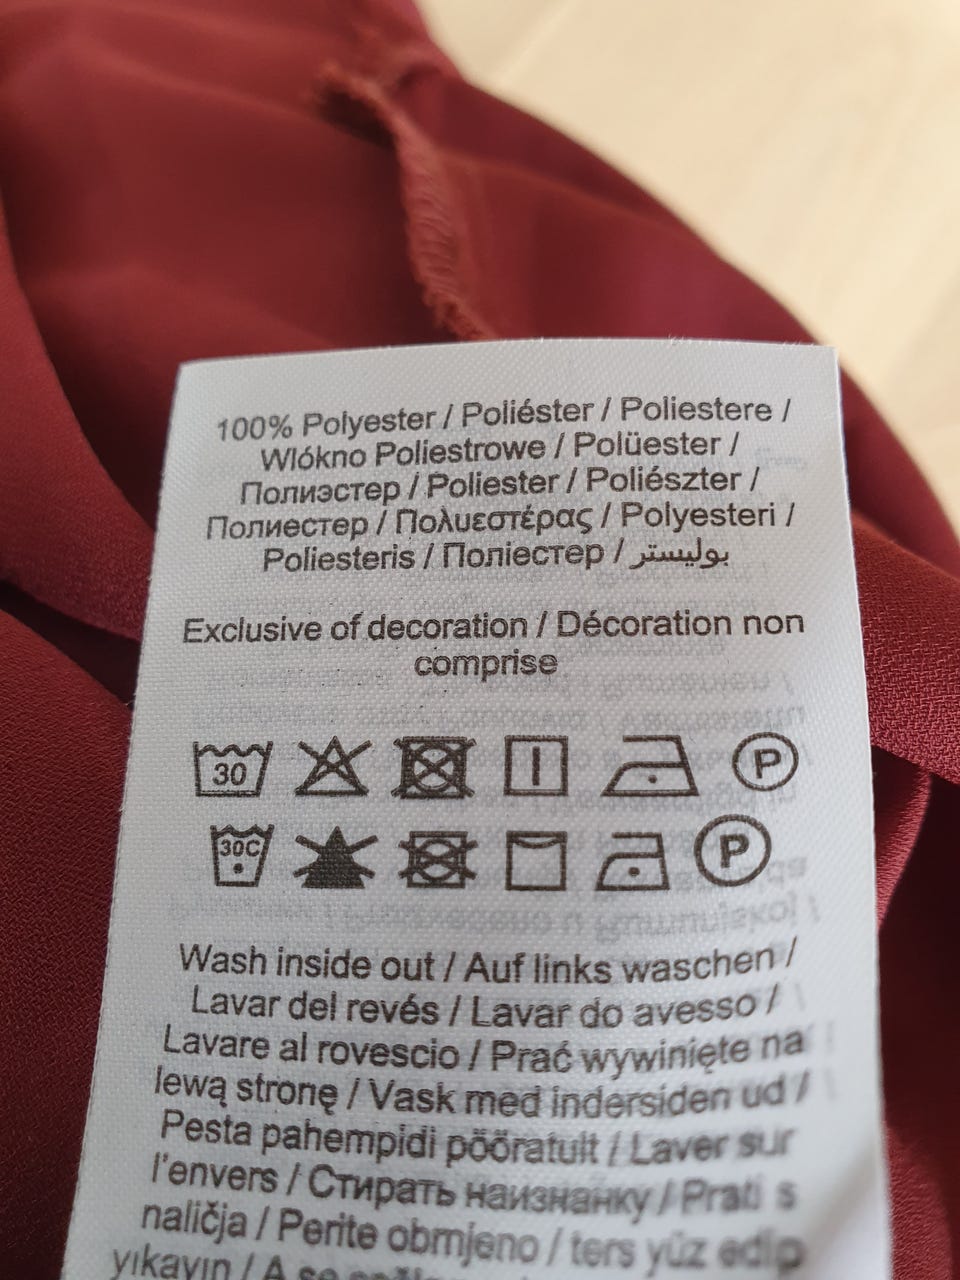 100% Polyester / Poliéster / Poliestere /
Wlókno Poliestrowe / Polüester /
Полиэстер / Poliester / Poliészter /
Полиестер / Πολυεστέρας / Polyesteri /
Poliesteris / Поліестер / بوليستر
Exclusive of decoration / Décoration non
comprise
30 P
30C P
Wash inside out / Auf links waschen /
Lavar del revés / Lavar do avesso /
Lavare al rovescio / Prać wywinięte na
lewą stronę / Vask med indersiden ud /
Pesta pahempidi pööratult / Laver sur
l'envers / Стирать наизнанку / Prati s
naličja / Perite obrnjeno / ters yüz edip
yıkayın / A se